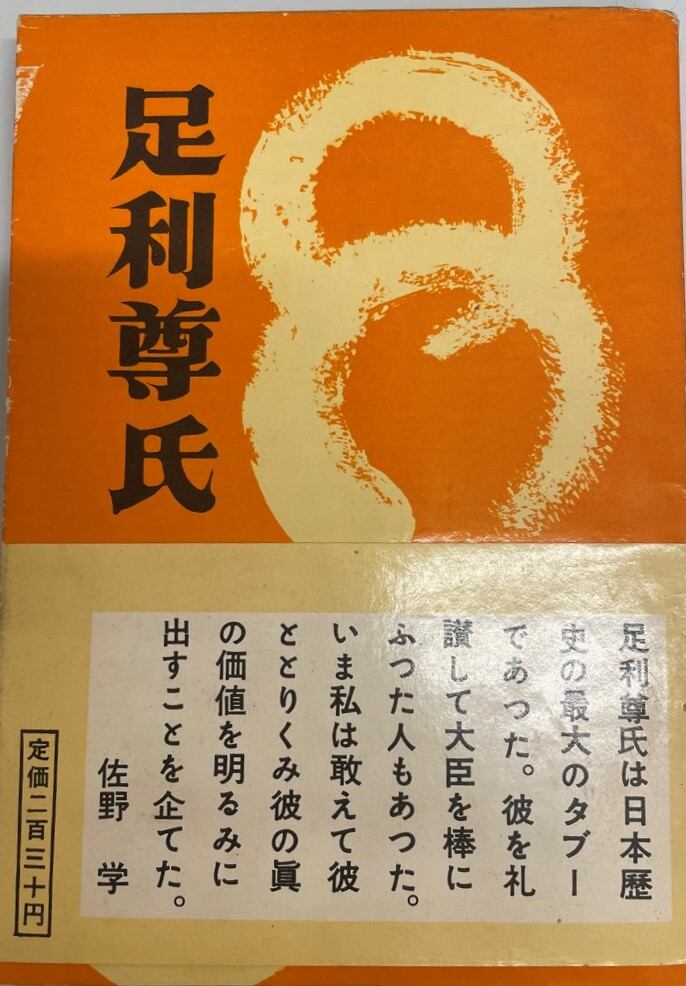 足利尊氏
足利尊氏は日本歴
史の最大のタブー
であつた。彼を礼
讃して大臣を棒に
ふつた人もあつた。
いま私は敢えて彼
ととりくみ彼の眞
の価値を明るみに
出すことを企てた。
佐野 学
定価二百三十円